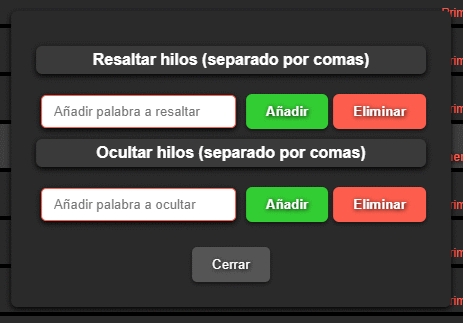 Resaltar hilos (separado por comas)
Añadir palabra a resaltar Añadir Eliminar
Ocultar hilos (separado por comas)
Añadir palabra a ocultar Añadir Eliminar
Cerrar